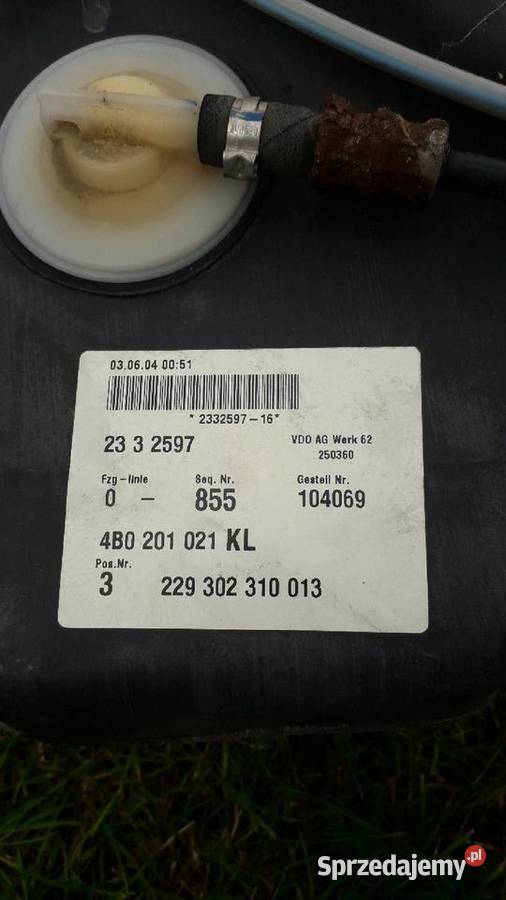 03.06.04 00:51
* 2332597-16*
23 3 2597
VDO AG Werk 62
250360
Fzg-linie Seq. Nr. Gestell Nr.
0 - 855 104069
4B0 201 021 KL
Pos.Nr.
3 229 302 310 013
Sprzedajemy.pl